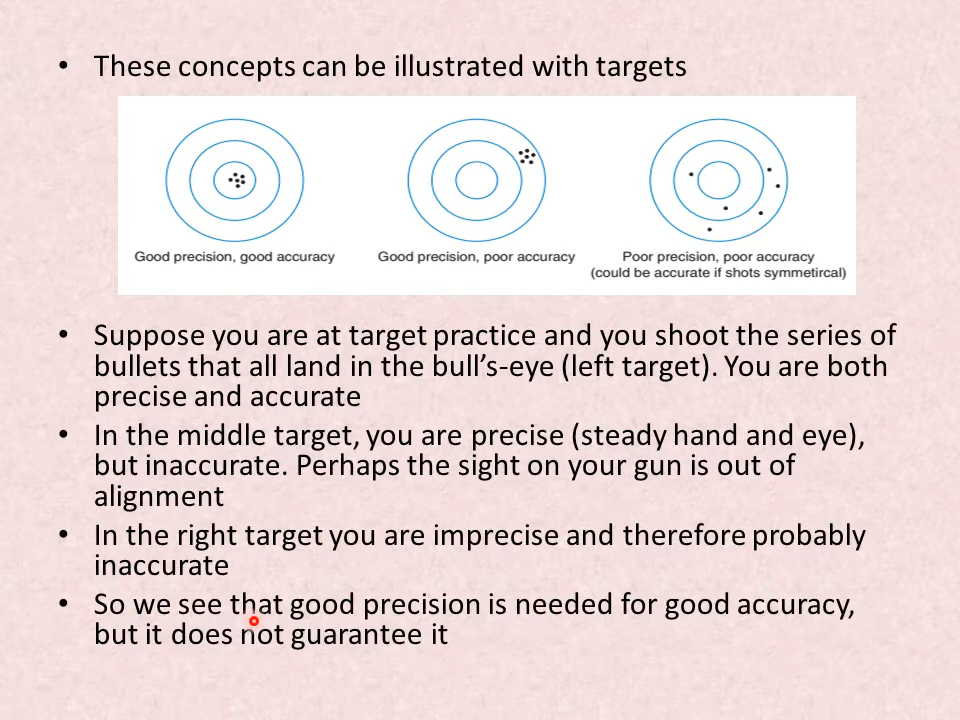 • These concepts can be illustrated with targets
Good precision, good accuracy
Good precision, poor accuracy
Poor precision, poor accuracy
(could be accurate if shots symmetircal)
• Suppose you are at target practice and you shoot the series of
bullets that all land in the bull’s-eye (left target). You are both
precise and accurate
• In the middle target, you are precise (steady hand and eye),
but inaccurate. Perhaps the sight on your gun is out of
alignment
• In the right target you are imprecise and therefore probably
inaccurate
• So we see that good precision is needed for good accuracy,
but it does not guarantee it